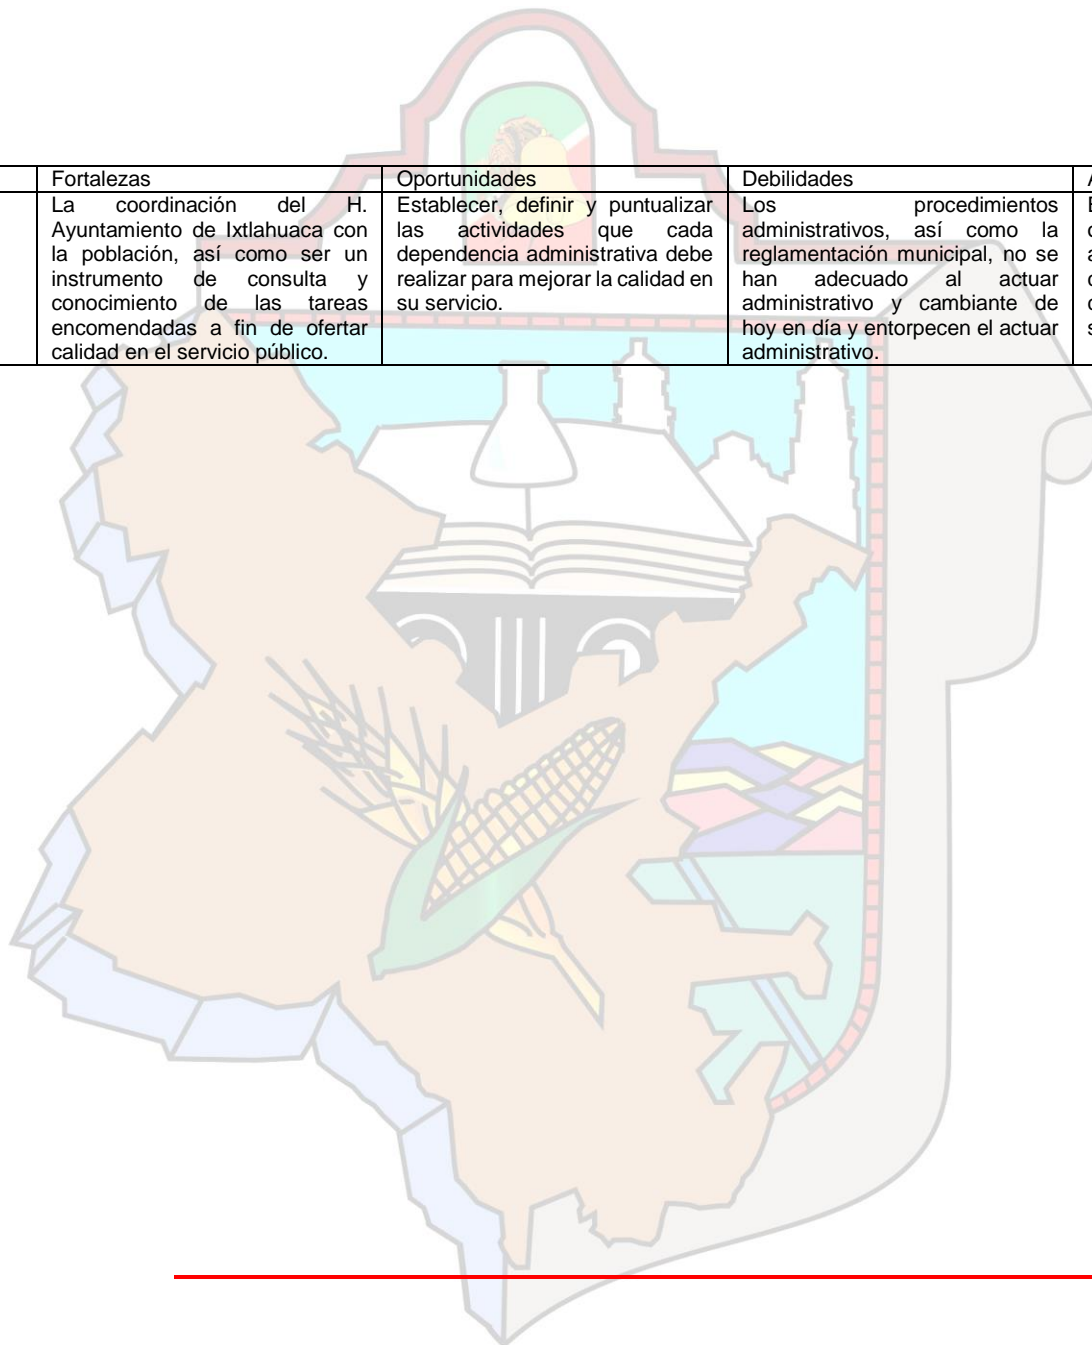 Fortalezas
La coordinación del H.
Ayuntamiento de Ixtlahuaca con
la población, así como ser un
instrumento de consulta y
conocimiento de las tareas
encomendadas a fin de ofertar
calidad en el servicio público.
Oportunidades
Establecer, definir y puntualizar
las actividades que cada
dependencia administrativa debe
realizar para mejorar la calidad en
su servicio.
Debilidades
Los procedimientos
administrativos, así como la
reglamentación municipal, no se
han adecuado al actuar
administrativo y cambiante de
hoy en día y entorpecen el actuar
administrativo.